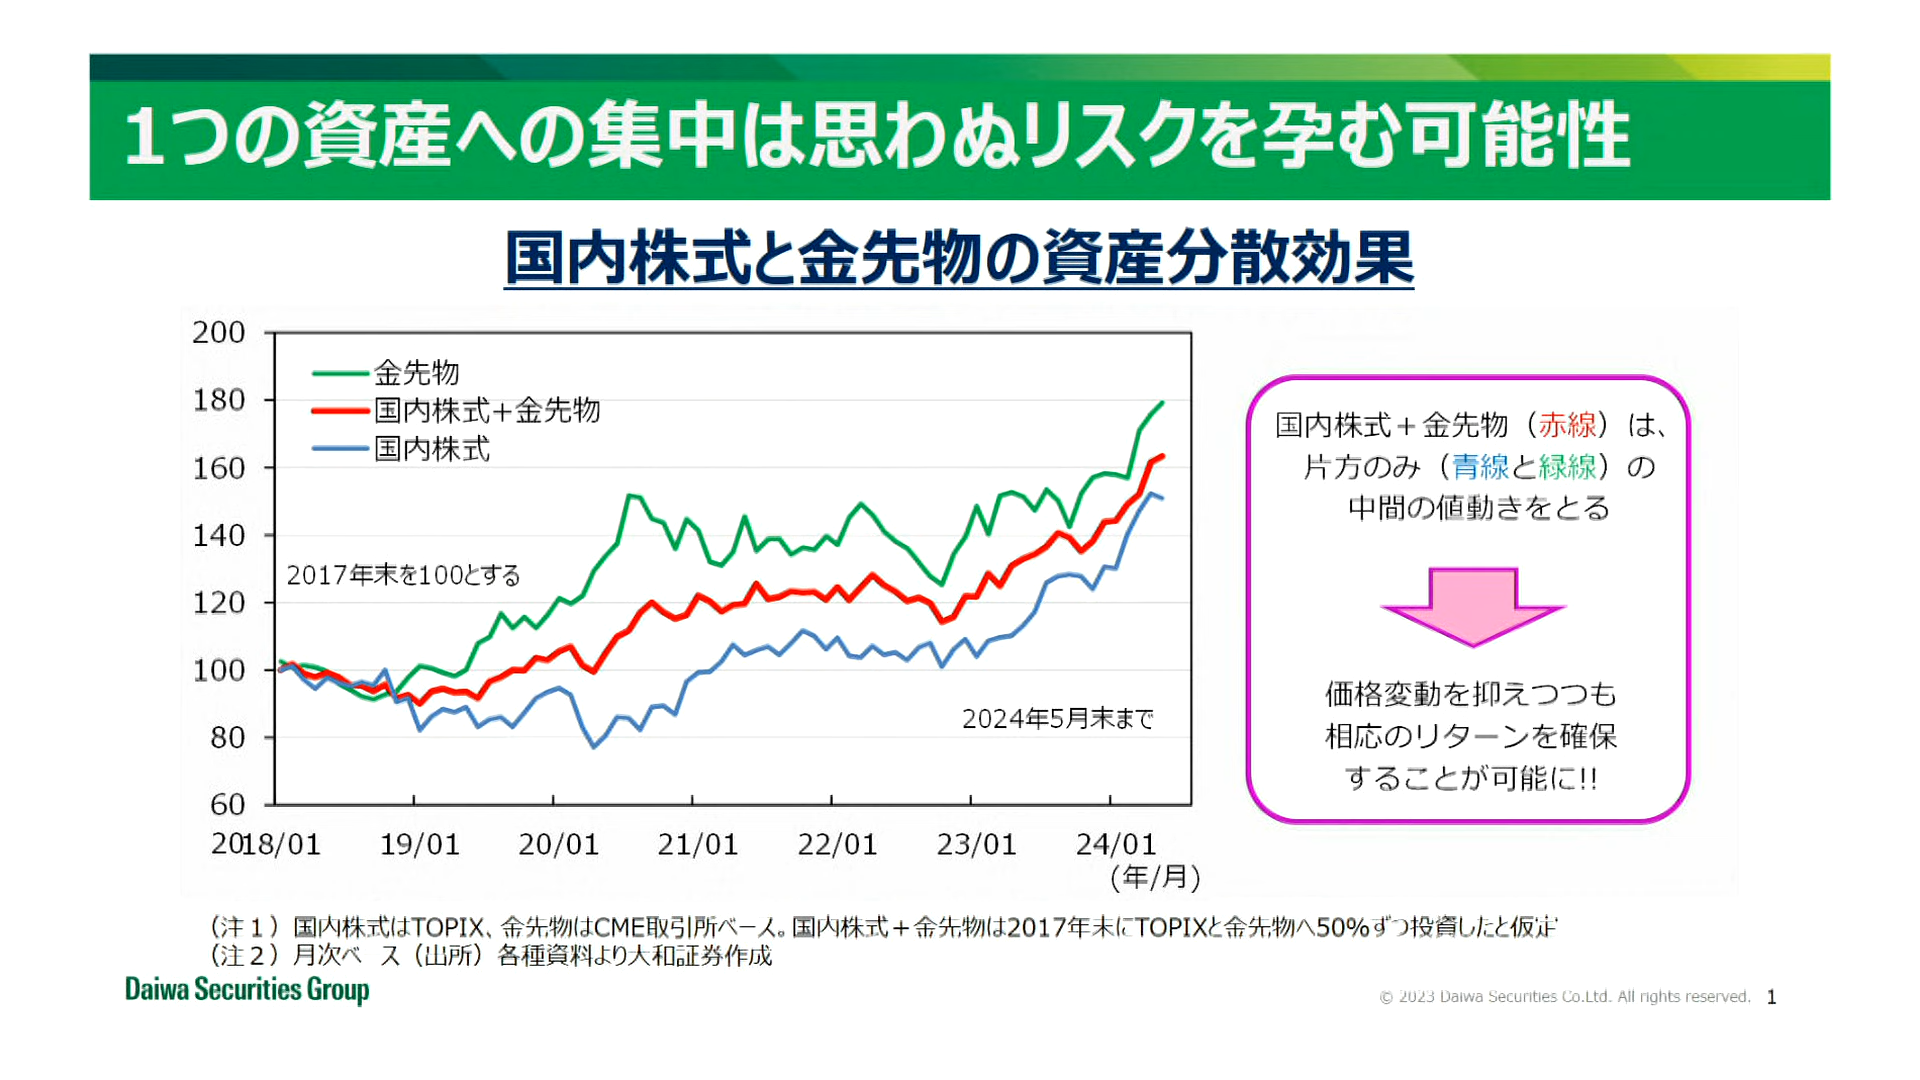 1つの資産への集中は思わぬリスクを孕む可能性
国内株式と金先物の資産分散効果
200
180
160
140
120
100
80
60
金先物
国内株式+金先物
国内株式
2017年末を100とする
2024年5月末まで
2018/01
19/01
20/01
21/01
22/01
23/01
24/01
(年/月)
国内株式+金先物（赤線）は、
片方のみ（青線と緑線）の
中間の値動きをとる
価格変動を抑えつつも
相応のリターンを確保
することが可能に!!
（注１）国内株式はTOPIX、金先物はCME取引所ベース。国内株式＋金先物は2017年末にTOPIXと金先物へ50%ずつ投資したと仮定
（注２）月次ベース（出所）各種資料より大和証券作成
Daiwa Securities Group
© 2023 Daiwa Securities Co.Ltd. All rights reserved.
1